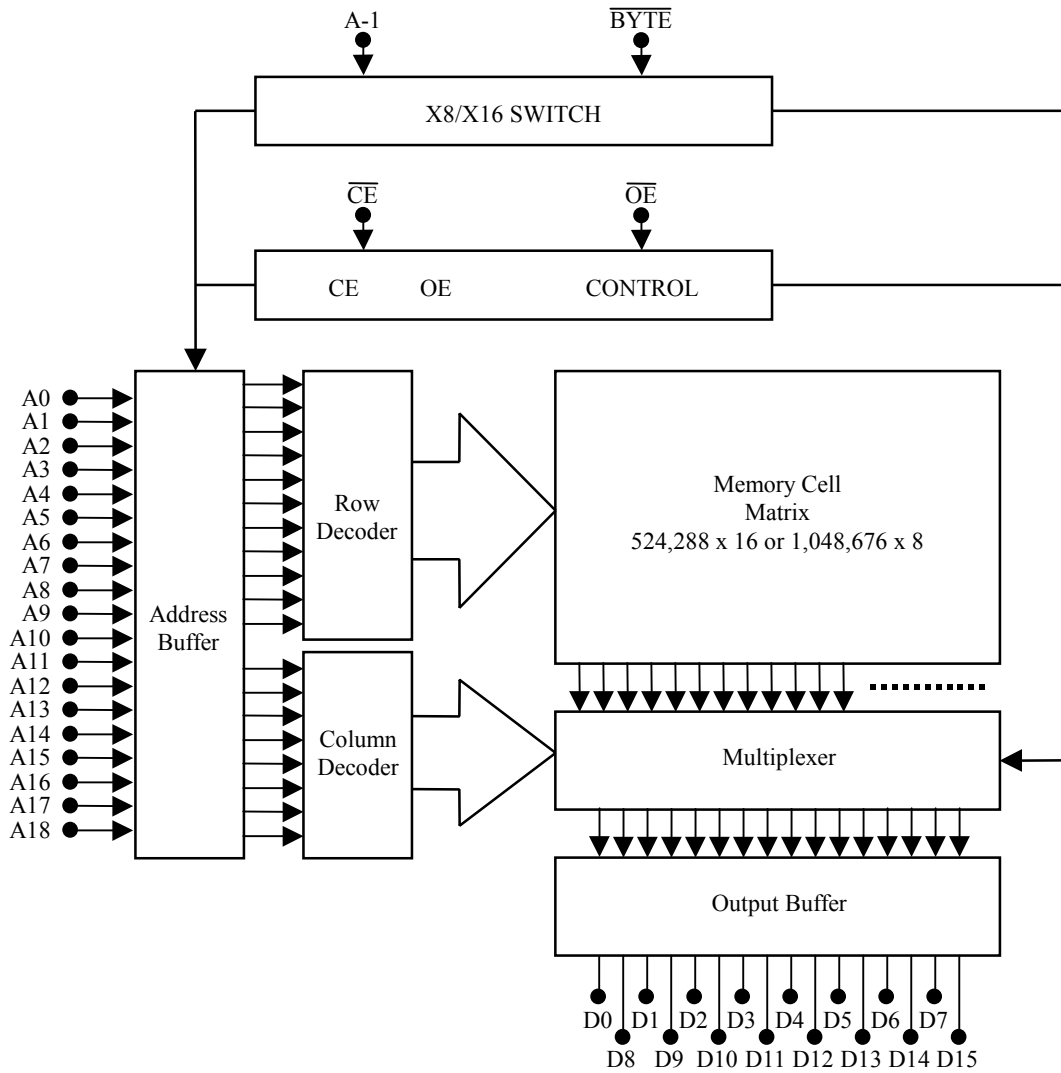 A-1 BYTE
X8/X16 SWITCH
CE OE
CE OE CONTROL
A0
A1
A2
A3
A4
A5
A6
A7
A8
A9
A10
A11
A12
A13
A14
A15
A16
A17
A18
Address
Buffer
Row
Decoder
Column
Decoder
Memory Cell
Matrix
524,288 x 16 or 1,048,676 x 8
Multiplexer
Output Buffer
D0 D1 D2 D3 D4 D5 D6 D7
D8 D9 D10 D11 D12 D13 D14 D15